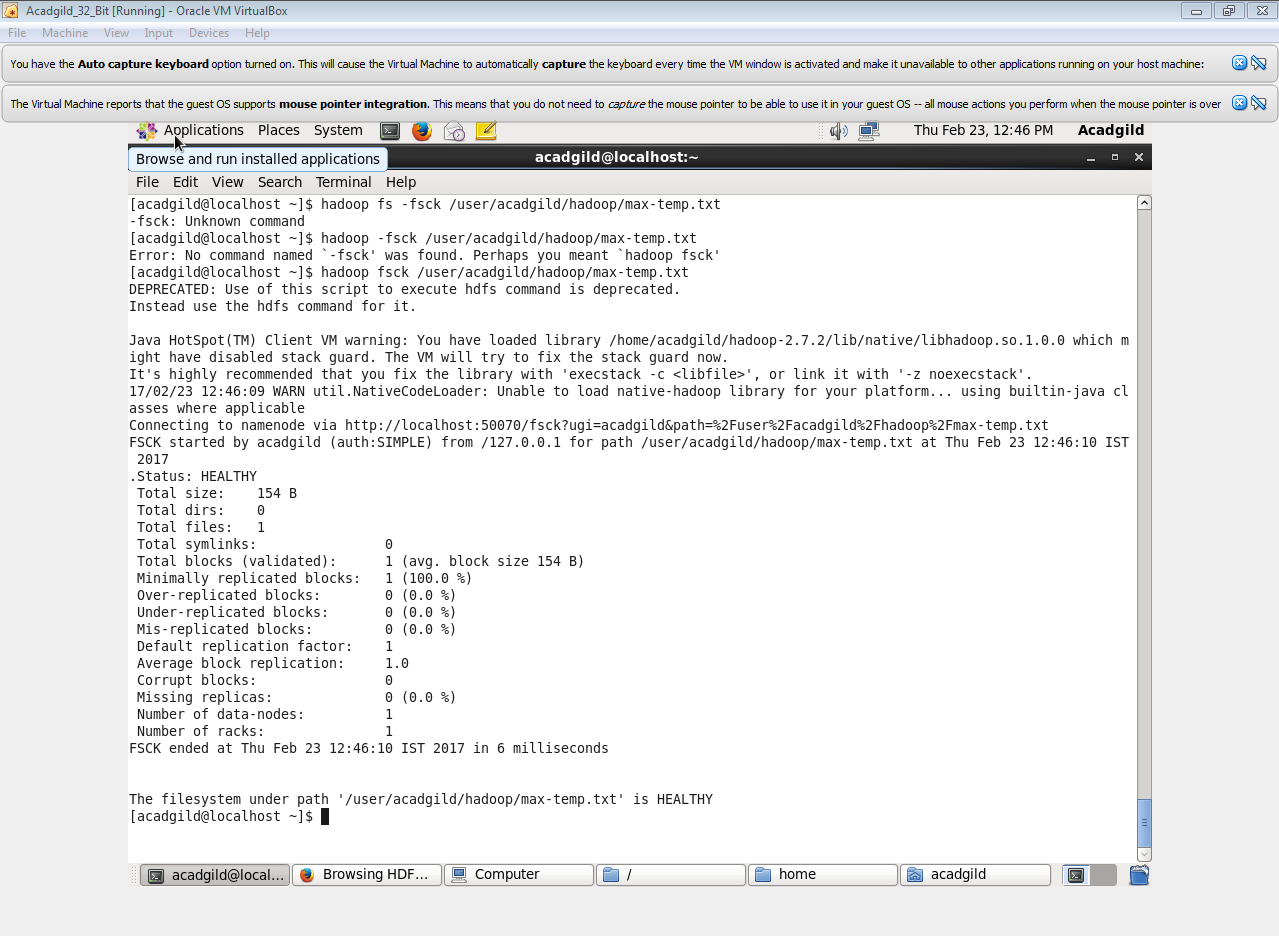 Acadgild_32_Bit [Running] - Oracle VM VirtualBox
File Machine View Input Devices Help
You have the Auto capture keyboard option turned on. This will cause the Virtual Machine to automatically capture the keyboard every time the VM window is activated and make it unavailable to other applications running on your host machine:
The Virtual Machine reports that the guest OS supports mouse pointer integration. This means that you do not need to capture the mouse pointer to be able to use it in your guest OS -- all mouse actions you perform when the mouse pointer is over
Applications Places System Thu Feb 23, 12:46 PM Acadgild
Browse and run installed applications
acadgild@localhost:~
File Edit View Search Terminal Help
[acadgild@localhost ~]$ hadoop fs -fsck /user/acadgild/hadoop/max-temp.txt
-fsck: Unknown command
[acadgild@localhost ~]$ hadoop -fsck /user/acadgild/hadoop/max-temp.txt
Error: No command named `-fsck' was found. Perhaps you meant `hadoop fsck'
[acadgild@localhost ~]$ hadoop fsck /user/acadgild/hadoop/max-temp.txt
DEPRECATED: Use of this script to execute hdfs command is deprecated.
Instead use the hdfs command for it.
Java HotSpot(TM) Client VM warning: You have loaded library /home/acadgild/hadoop-2.7.2/lib/native/libhadoop.so.1.0.0 which m
ight have disabled stack guard. The VM will try to fix the stack guard now.
It's highly recommended that you fix the library with 'execstack -c <libfile>', or link it with '-z noexecstack'.
17/02/23 12:46:09 WARN util.NativeCodeLoader: Unable to load native-hadoop library for your platform... using builtin-java cl
asses where applicable
Connecting to namenode via http://localhost:50070/fsck?ugi=acadgild&path=%2Fuser%2Facadgild%2Fhadoop%2Fmax-temp.txt
FSCK started by acadgild (auth:SIMPLE) from /127.0.0.1 for path /user/acadgild/hadoop/max-temp.txt at Thu Feb 23 12:46:10 IST
2017
.Status: HEALTHY
Total size: 154 B
Total dirs: 0
Total files: 1
Total symlinks: 0
Total blocks (validated): 1 (avg. block size 154 B)
Minimally replicated blocks: 1 (100.0 %)
Over-replicated blocks: 0 (0.0 %)
Under-replicated blocks: 0 (0.0 %)
Mis-replicated blocks: 0 (0.0 %)
Default replication factor: 1
Average block replication: 1.0
Corrupt blocks: 0
Missing replicas: 0 (0.0 %)
Number of data-nodes: 1
Number of racks: 1
FSCK ended at Thu Feb 23 12:46:10 IST 2017 in 6 milliseconds
The filesystem under path '/user/acadgild/hadoop/max-temp.txt' is HEALTHY
[acadgild@localhost ~]$
acadgild@local... Browsing HDF... Computer / home acadgild